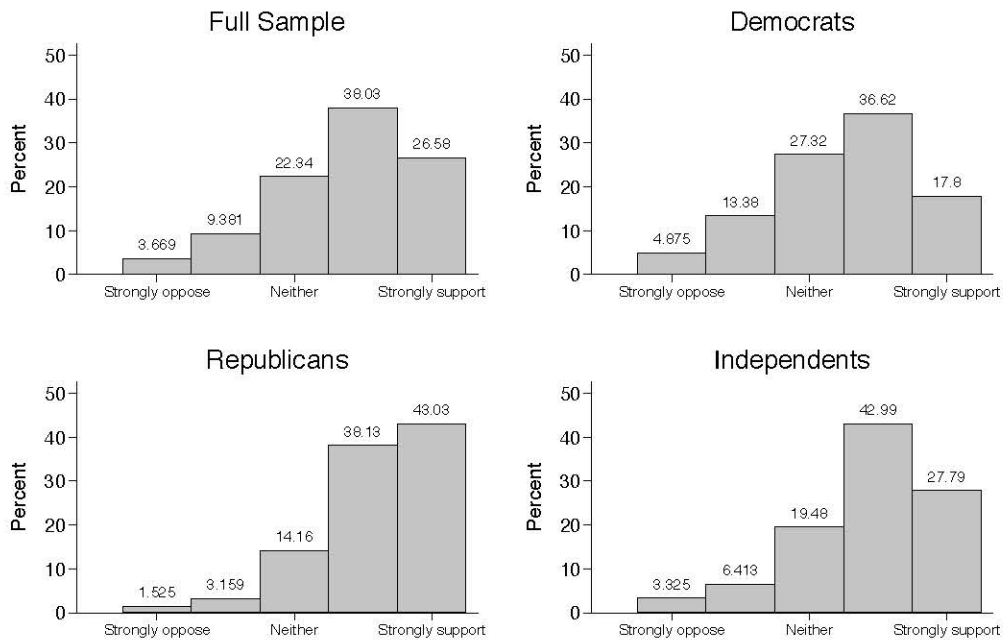 Full Sample
Percent
50
40
30
20
10
0
3.669
9.381
22.34
38.03
26.58
Strongly oppose
Neither
Strongly support
Democrats
Percent
50
40
30
20
10
0
4.875
13.38
27.32
36.62
17.8
Strongly oppose
Neither
Strongly support
Republicans
Percent
50
40
30
20
10
0
1.525
3.159
14.16
38.13
43.03
Strongly oppose
Neither
Strongly support
Independents
Percent
50
40
30
20
10
0
3.325
6.413
19.48
42.99
27.79
Strongly oppose
Neither
Strongly support